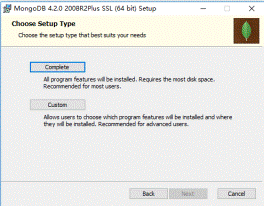 MongoDB 4.2.0 2008R2Plus SSL (64 bit) Setup
Choose Setup Type
Choose the setup type that best suits your needs
Complete
All program features will be installed. Requires the most disk space.
Recommended for most users.
Custom
Allows users to choose which program features will be installed and where
they will be installed. Recommended for advanced users.
Back
Next
Cancel